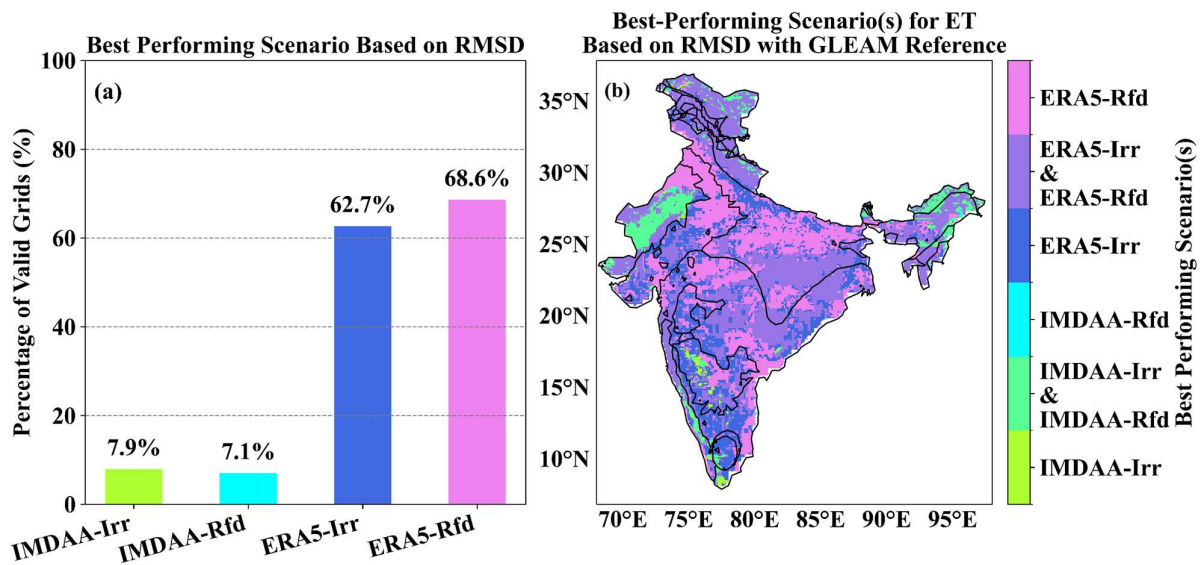 Best Performing Scenario Based on RMSD
(a)
Percentage of Valid Grids (%)
100
80
60
40
20
0
7.9%
7.1%
62.7%
68.6%
IMDAA-Irr
IMDAA-Rfd
ERA5-Irr
ERA5-Rfd
Best-Performing Scenario(s) for ET
Based on RMSD with GLEAM Reference
(b)
35°N
30°N
25°N
20°N
15°N
10°N
70°E
75°E
80°E
85°E
90°E
95°E
ERA5-Rfd
ERA5-Irr
&
ERA5-Rfd
ERA5-Irr
IMDAA-Rfd
IMDAA-Irr
&
IMDAA-Rfd
IMDAA-Irr
Best Performing Scenario(s)